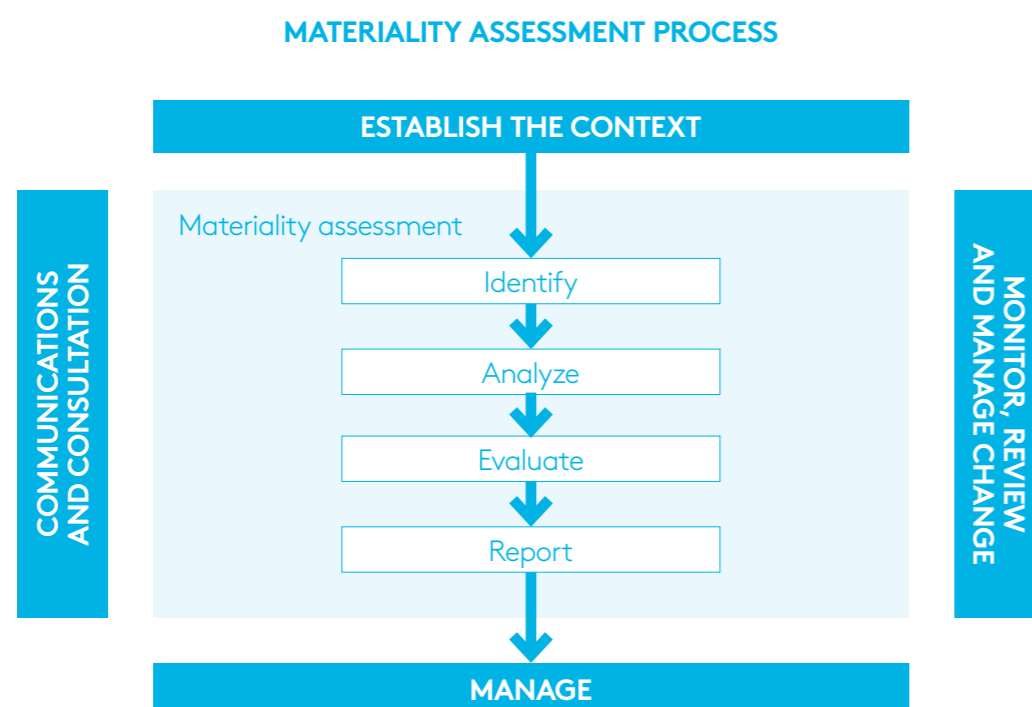 MATERIALITY ASSESSMENT PROCESS
ESTABLISH THE CONTEXT
COMMUNICATIONS
AND CONSULTATION
Materiality assessment
Identify
Analyze
Evaluate
Report
MONITOR, REVIEW
AND MANAGE CHANGE
MANAGE